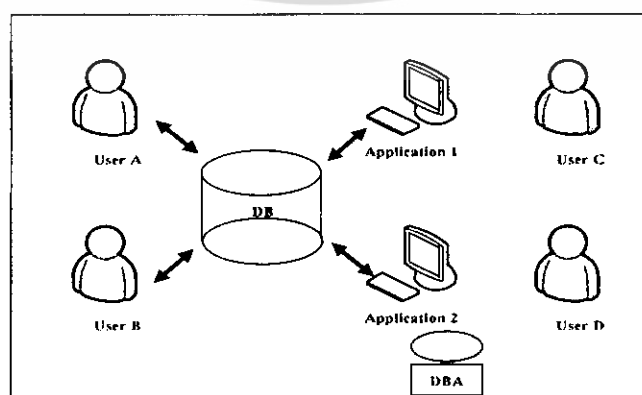 User A
Application 1
User C
DB
User B
Application 2
User D
DBA